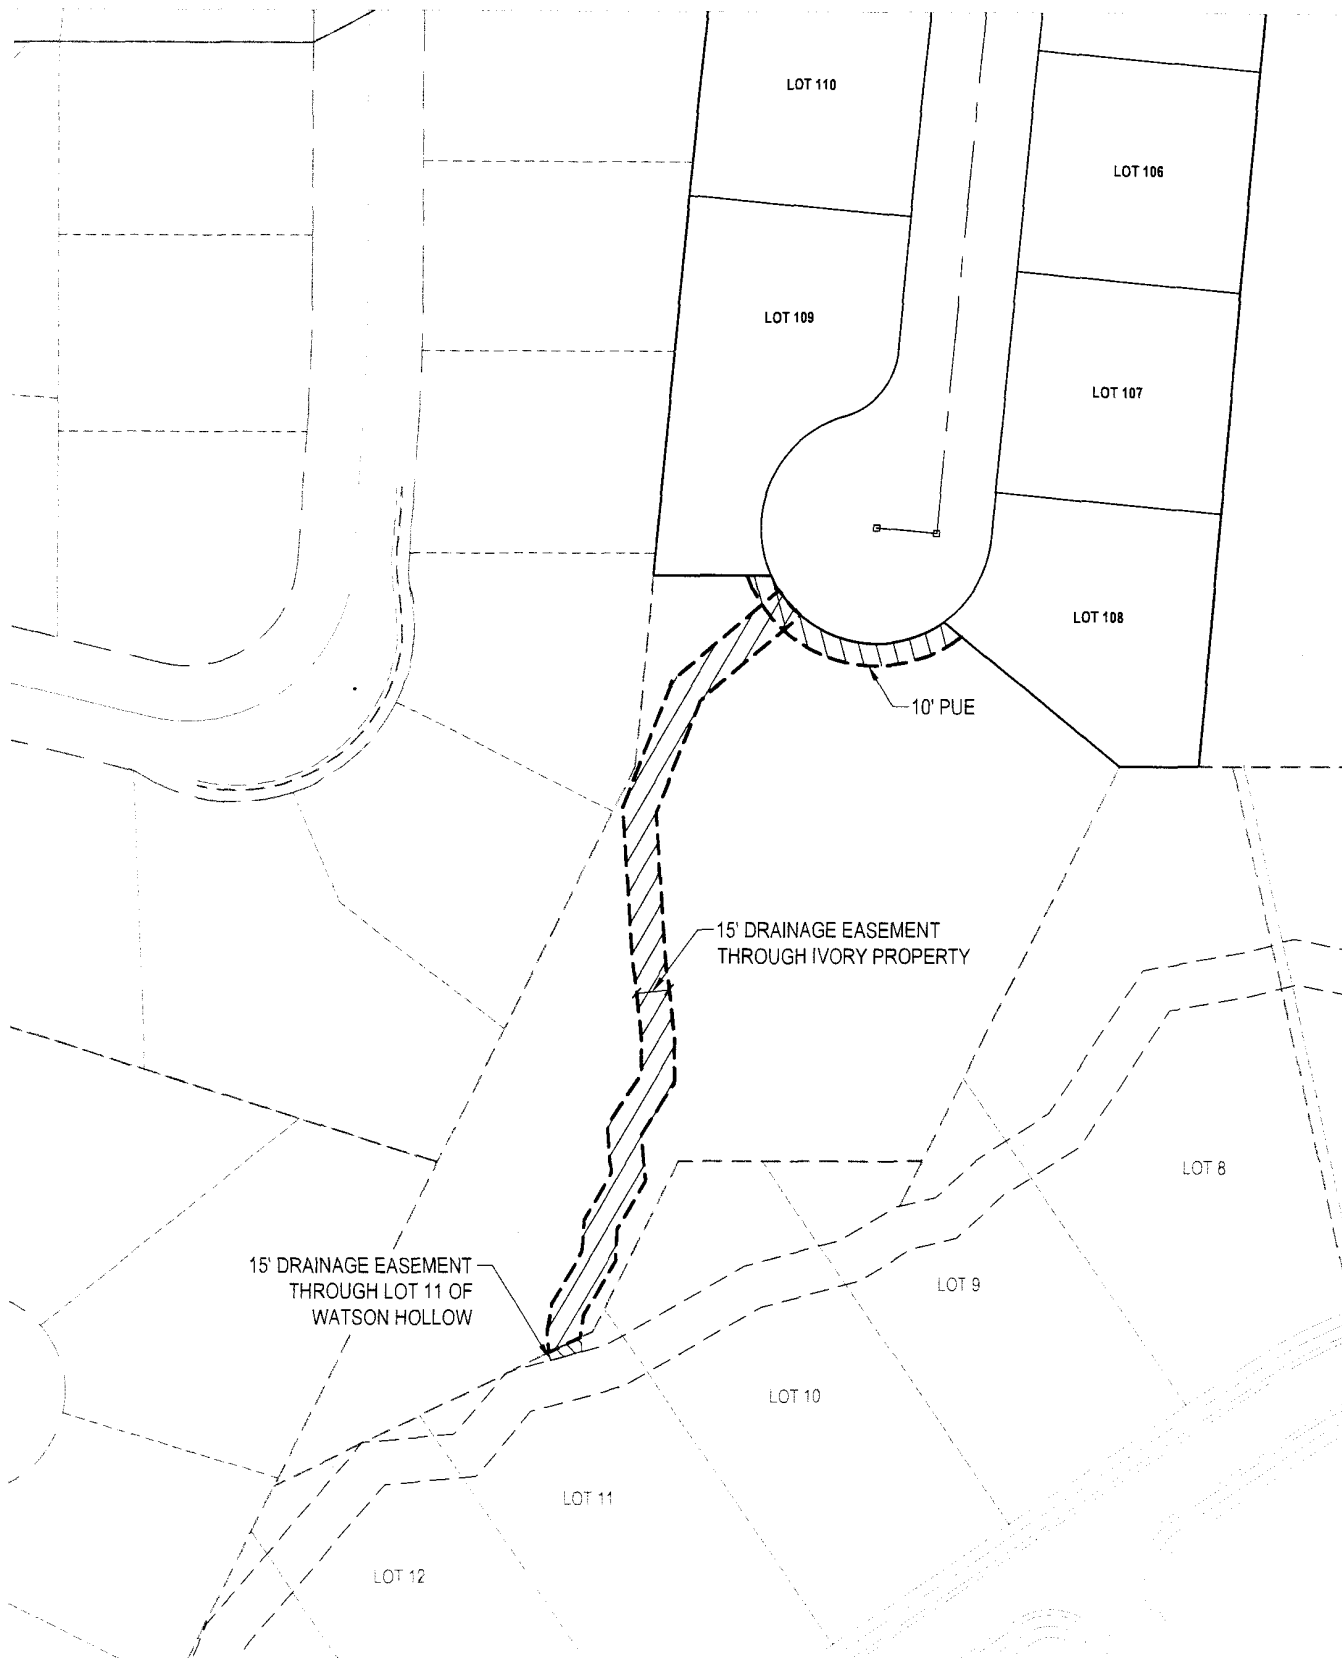 LOT 110
LOT 106
LOT 109
LOT 107
LOT 108
10' PUE
15' DRAINAGE EASEMENT
THROUGH IVORY PROPERTY
LOT 8
15' DRAINAGE EASEMENT
THROUGH LOT 11 OF
WATSON HOLLOW
LOT 9
LOT 10
LOT 11
LOT 12